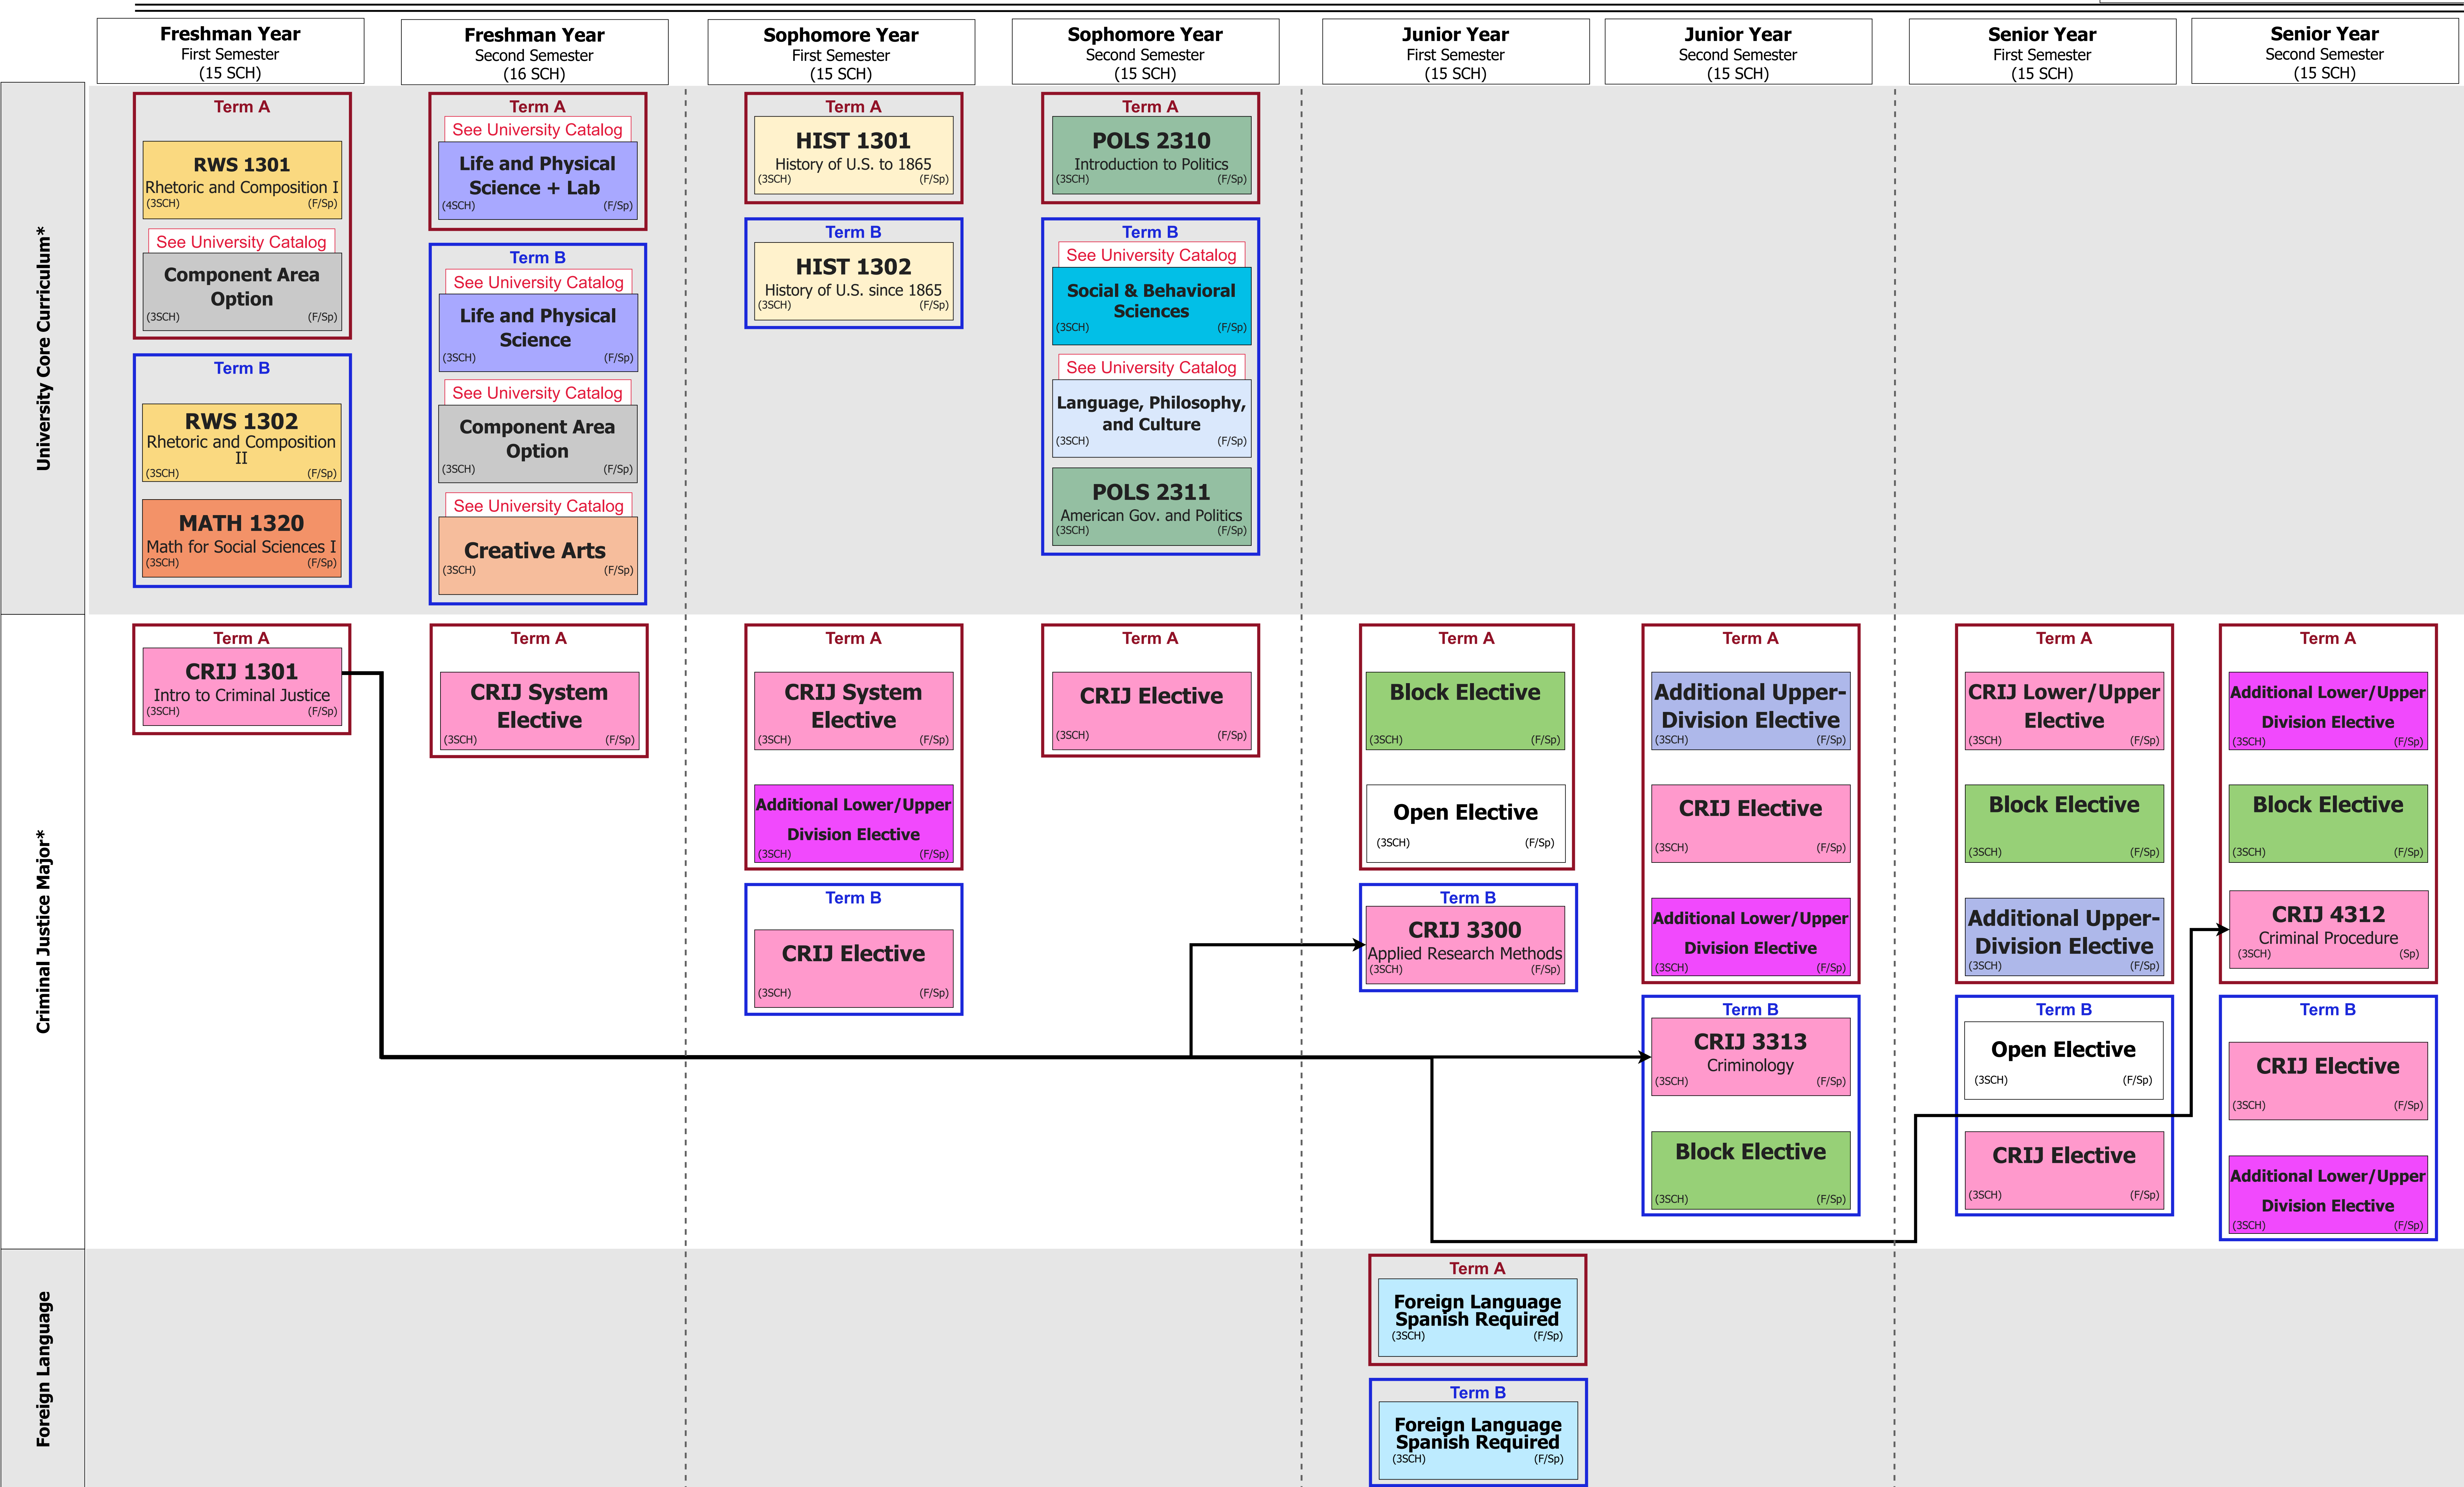 Freshman Year
First Semester
(15 SCH)
Freshman Year
Second Semester
(16 SCH)
Sophomore Year
First Semester
(15 SCH)
Sophomore Year
Second Semester
(15 SCH)
Junior Year
First Semester
(15 SCH)
Junior Year
Second Semester
(15 SCH)
Senior Year
First Semester
(15 SCH)
Senior Year
Second Semester
(15 SCH)
University Core Curriculum*
Term A
RWS 1301
Rhetoric and Composition I
(3SCH) (F/Sp)
See University Catalog
Component Area
Option
(3SCH) (F/Sp)
Term B
RWS 1302
Rhetoric and Composition
II
(3SCH) (F/Sp)
MATH 1320
Math for Social Sciences I
(3SCH) (F/Sp)
Term A
See University Catalog
Life and Physical
Science + Lab
(4SCH) (F/Sp)
Term B
See University Catalog
Life and Physical
Science
(3SCH) (F/Sp)
See University Catalog
Component Area
Option
(3SCH) (F/Sp)
See University Catalog
Creative Arts
(3SCH) (F/Sp)
Term A
HIST 1301
History of U.S. to 1865
(3SCH) (F/Sp)
Term B
HIST 1302
History of U.S. since 1865
(3SCH) (F/Sp)
Term A
POLS 2310
Introduction to Politics
(3SCH) (F/Sp)
Term B
See University Catalog
Social & Behavioral
Sciences
(3SCH) (F/Sp)
See University Catalog
Language, Philosophy,
and Culture
(3SCH) (F/Sp)
POLS 2311
American Gov. and Politics
(3SCH) (F/Sp)
Criminal Justice Major*
Term A
CRIJ 1301
Intro to Criminal Justice
(3SCH) (F/Sp)
Term A
CRIJ System
Elective
(3SCH) (F/Sp)
Term A
CRIJ System
Elective
(3SCH) (F/Sp)
Additional Lower/Upper
Division Elective
(3SCH) (F/Sp)
Term B
CRIJ Elective
(3SCH) (F/Sp)
Term A
CRIJ Elective
(3SCH) (F/Sp)
Term A
Block Elective
(3SCH) (F/Sp)
Open Elective
(3SCH) (F/Sp)
Term B
CRIJ 3300
Applied Research Methods
(3SCH) (F/Sp)
Term A
Additional Upper-
Division Elective
(3SCH) (F/Sp)
CRIJ Elective
(3SCH) (F/Sp)
Additional Lower/Upper
Division Elective
(3SCH) (F/Sp)
Term B
CRIJ 3313
Criminology
(3SCH) (F/Sp)
Block Elective
(3SCH) (F/Sp)
Term A
CRIJ Lower/Upper
Elective
(3SCH) (F/Sp)
Block Elective
(3SCH) (F/Sp)
Additional Upper-
Division Elective
(3SCH) (F/Sp)
Term B
Open Elective
(3SCH) (F/Sp)
CRIJ Elective
(3SCH) (F/Sp)
Term A
Additional Lower/Upper
Division Elective
(3SCH) (F/Sp)
Block Elective
(3SCH) (F/Sp)
CRIJ 4312
Criminal Procedure
(3SCH) (Sp)
Term B
CRIJ Elective
(3SCH) (F/Sp)
Additional Lower/Upper
Division Elective
(3SCH) (F/Sp)
Foreign Language
Term A
Foreign Language
Spanish Required
(3SCH) (F/Sp)
Term B
Foreign Language
Spanish Required
(3SCH) (F/Sp)